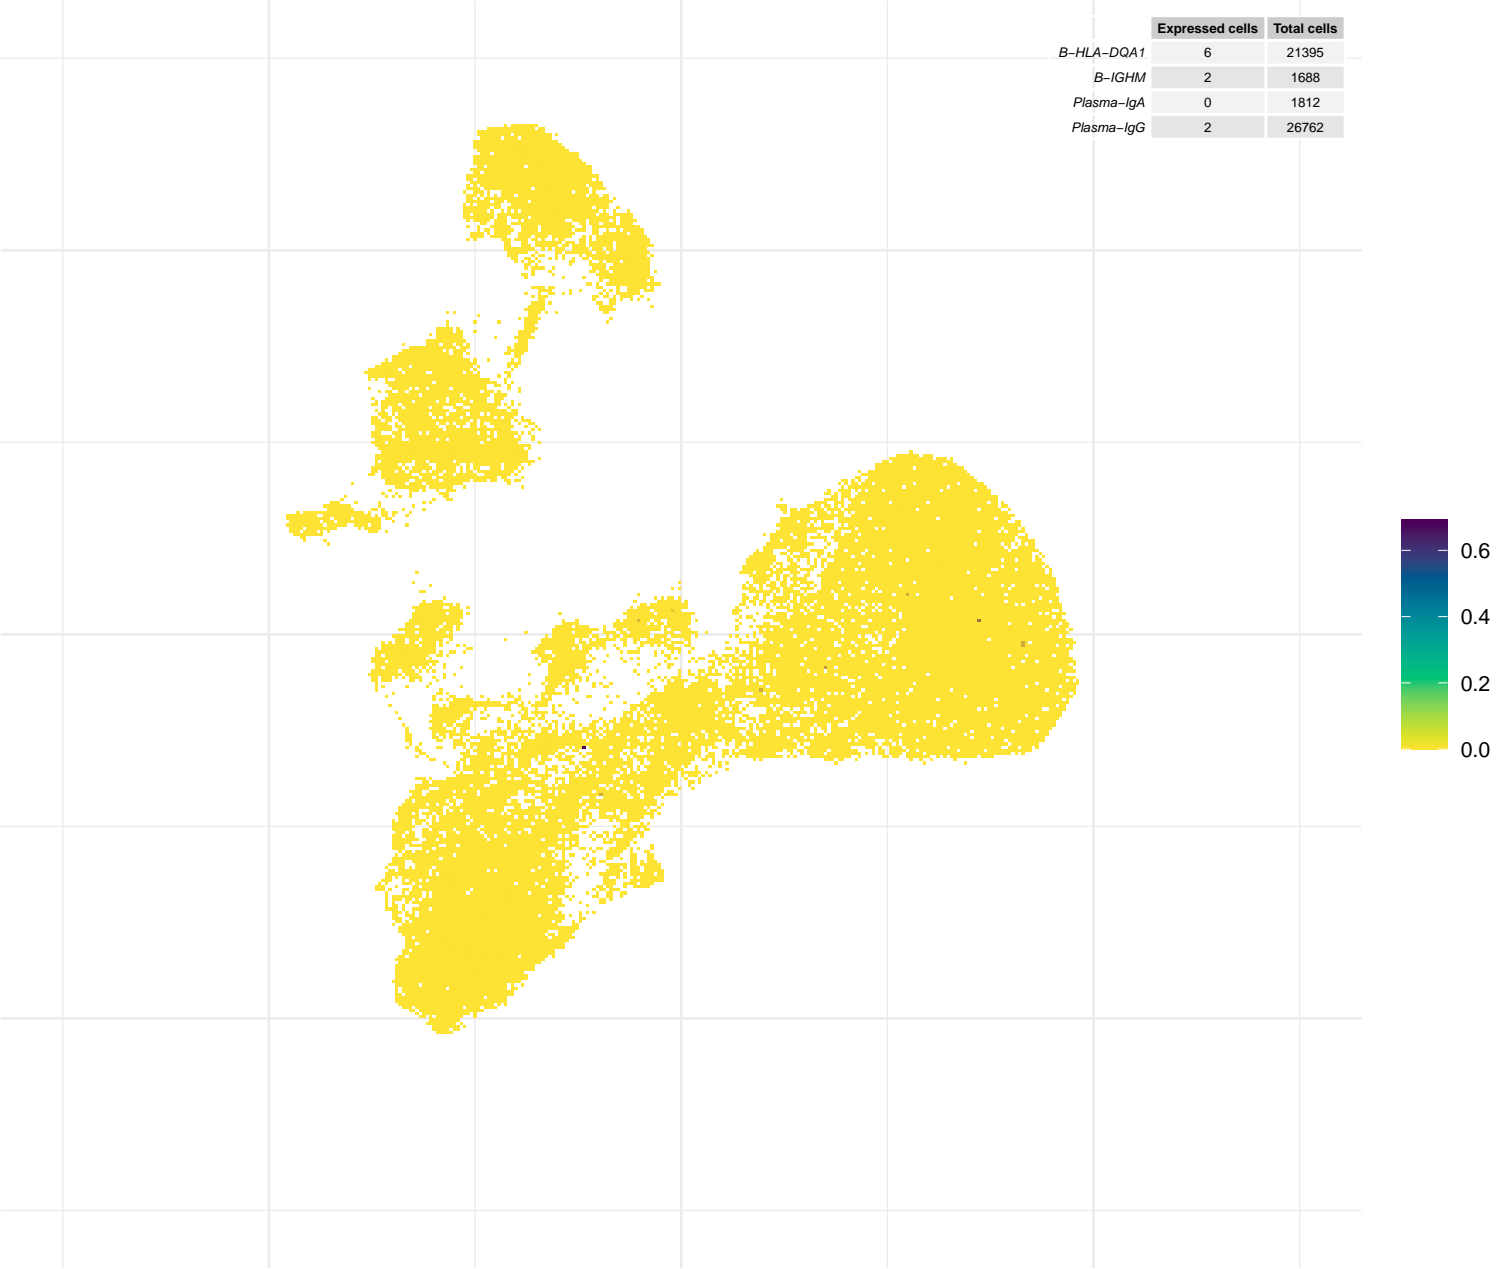 Expressed cells Total cells
B−HLA−DQA1 6 21395
B−IGHM 2 1688
Plasma−IgA 0 1812
Plasma−IgG 2 26762
0.6
0.4
0.2
0.0